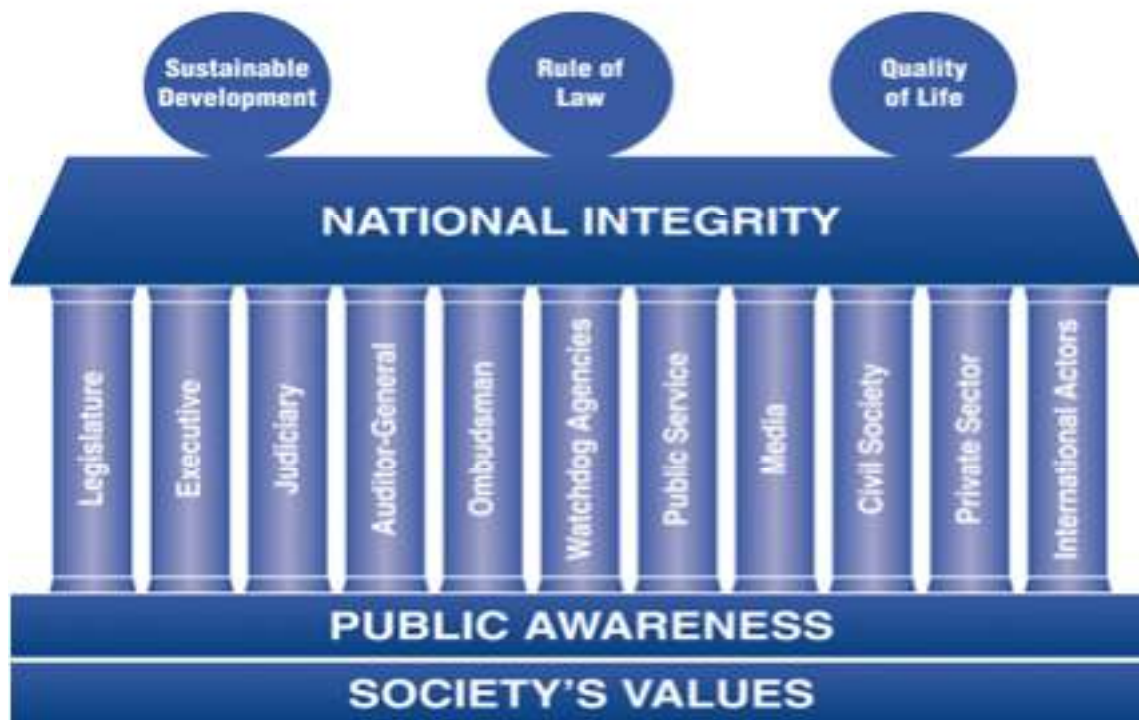 Sustainable
Development
Rule of
Law
Quality
of Life
NATIONAL INTEGRITY
Legislature
Executive
Judiciary
Auditor-General
Ombudsman
Watchdog Agencies
Public Service
Media
Civil Society
Private Sector
International Actors
PUBLIC AWARENESS
SOCIETY'S VALUES